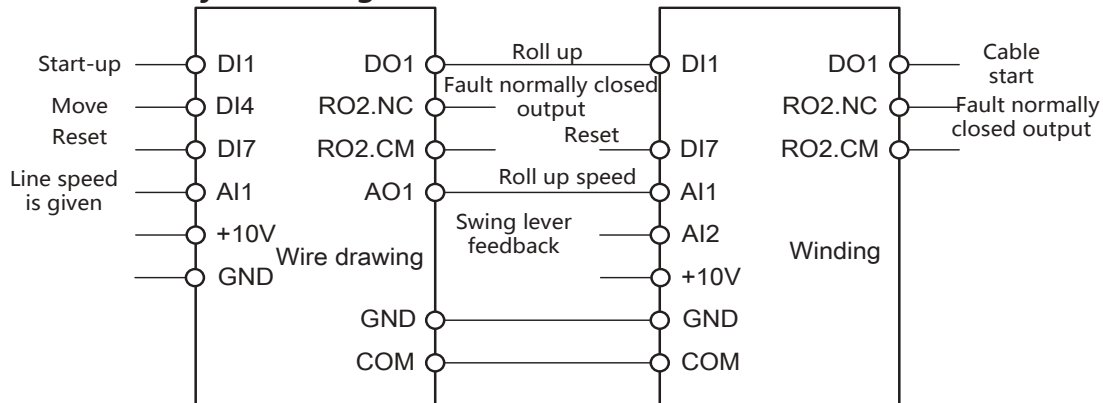 Start-up
DI1
DO1
Roll up
DI1
DO1
Cable
start
Move
DI4
RO2.NC
Fault normally closed
output
RO2.NC
Fault normally
closed output
Reset
DI7
RO2.CM
Reset
DI7
RO2.CM
Line speed
is given
AI1
AO1
Roll up speed
AI1
+10V
Swing lever
feedback
AI2
Wire drawing
Winding
GND
+10V
GND
GND
COM
COM